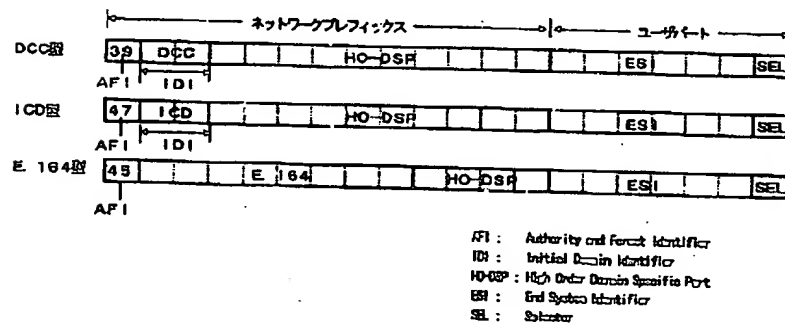 ネットワークプレフィックス ユーザパート
DCC型 39 DCC HO-DSP ESI SEL
AFI IDI
ICD型 47 ICD HO-DSP ESI SEL
AFI IDI
E. 164型 45 E. 164 HO-DSP ESI SEL
AFI
AFI : Authority and Format Identifier
IDI : Initial Domain Identifier
HO-DSP : High Order Domain Specific Part
ESI : End System Identifier
SEL : Selector